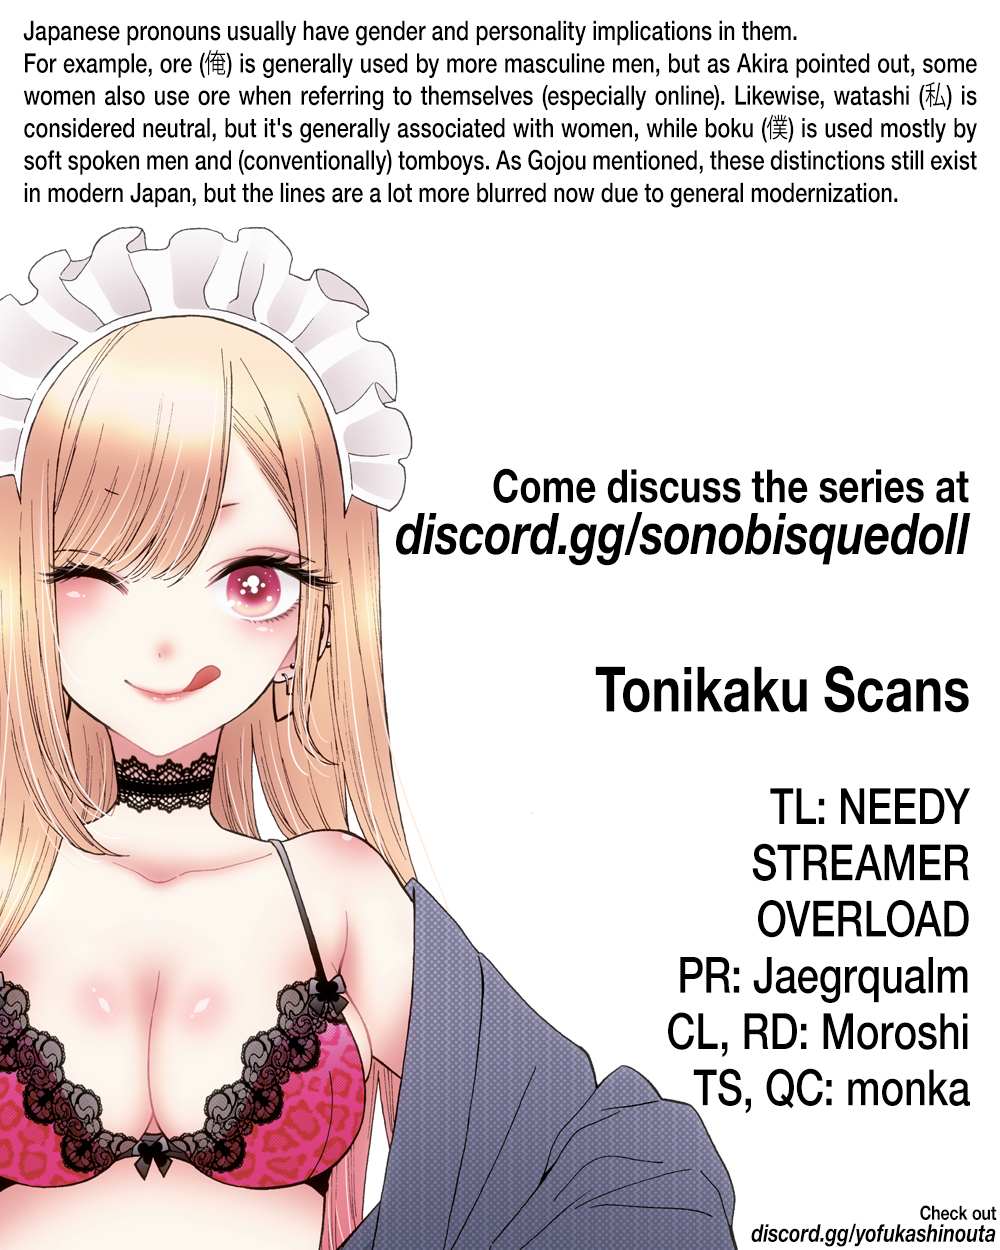 Japanese pronouns usually have gender and personality implications in them.
For example, ore (俺) is generally used by more masculine men, but as Akira pointed out, some
women also use ore when referring to themselves (especially online). Likewise, watashi (私) is
considered neutral, but it's generally associated with women, while boku (僕) is used mostly by
soft spoken men and (conventionally) tomboys. As Gojou mentioned, these distinctions still exist
in modern Japan, but the lines are a lot more blurred now due to general modernization.
Come discuss the series at
discord.gg/sonobisquedoll
Tonikaku Scans
TL: NEEDY
STREAMER
OVERLOAD
PR: Jaegrqualm
CL, RD: Moroshi
TS, QC: monka
Check out
discord.gg/yofukashinouta